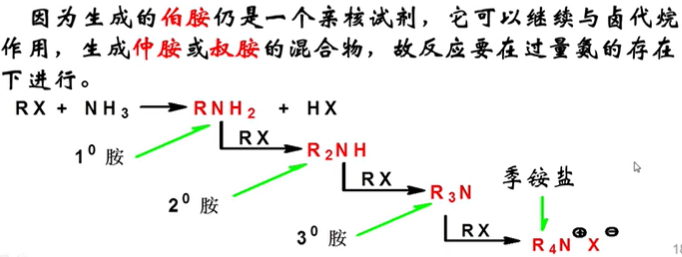 因为生成的伯胺仍是一个亲核试剂，它可以继续与卤代烷
作用，生成仲胺或叔胺的混合物，故反应要在过量氨的存在
下进行。
RX + NH₃ → RNH₂ + HX
RX
1⁰ 胺
R₂NH
RX
季铵盐
2⁰ 胺
R₃N
RX
3⁰ 胺
R₄N⊕X⊖
18